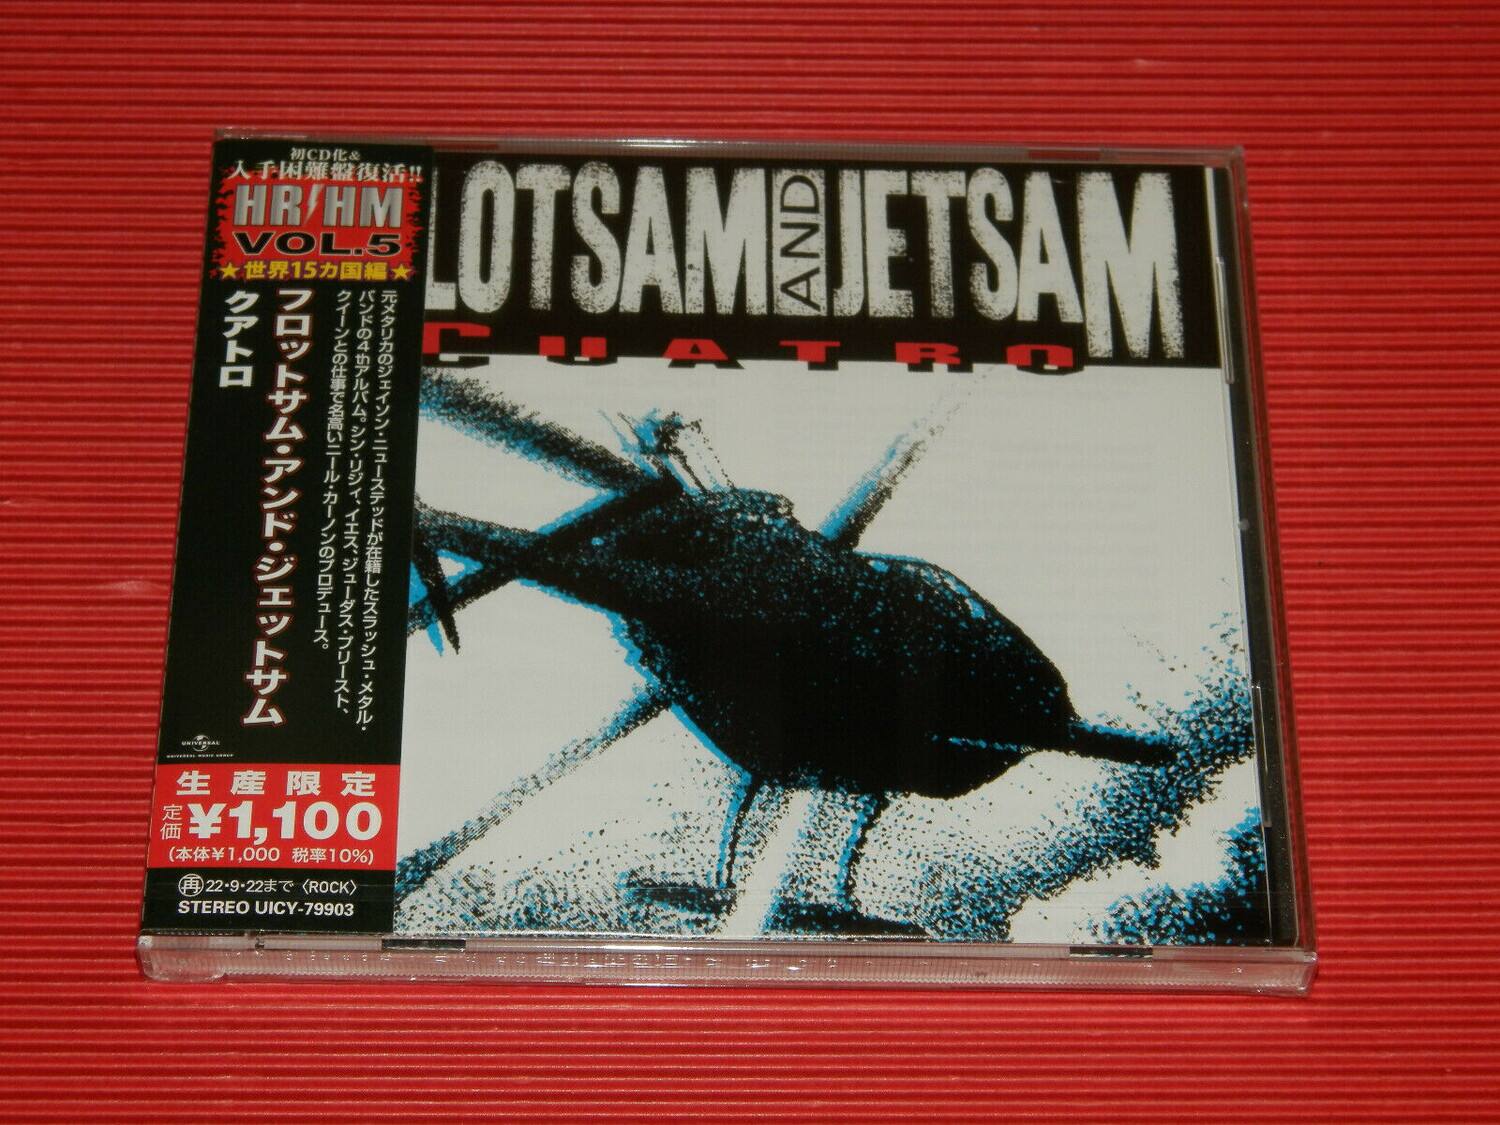 初CD化&
入手困難盤復活!!
HR/HM
VOL.5
★世界15カ国編★
元メタリカのジェイソン・ニューステッドが在籍したスラッシュ・メタル・
バンドの4thアルバム。シン・リジィ、イエス、ジューダス・プリースト、
クイーンとの仕事で名高いニール・カーノンのプロデュース。
フロットサム・アンド・ジェットサム
クアトロ
UNIVERSAL
UNIVERSAL MUSIC GROUP
生産限定
定価 ¥1,100
(本体¥1,000 税率10%)
再 22・9・22まで〈ROCK〉
STEREO UICY-79903
LOTSAM AND JETSAM
CUATRO